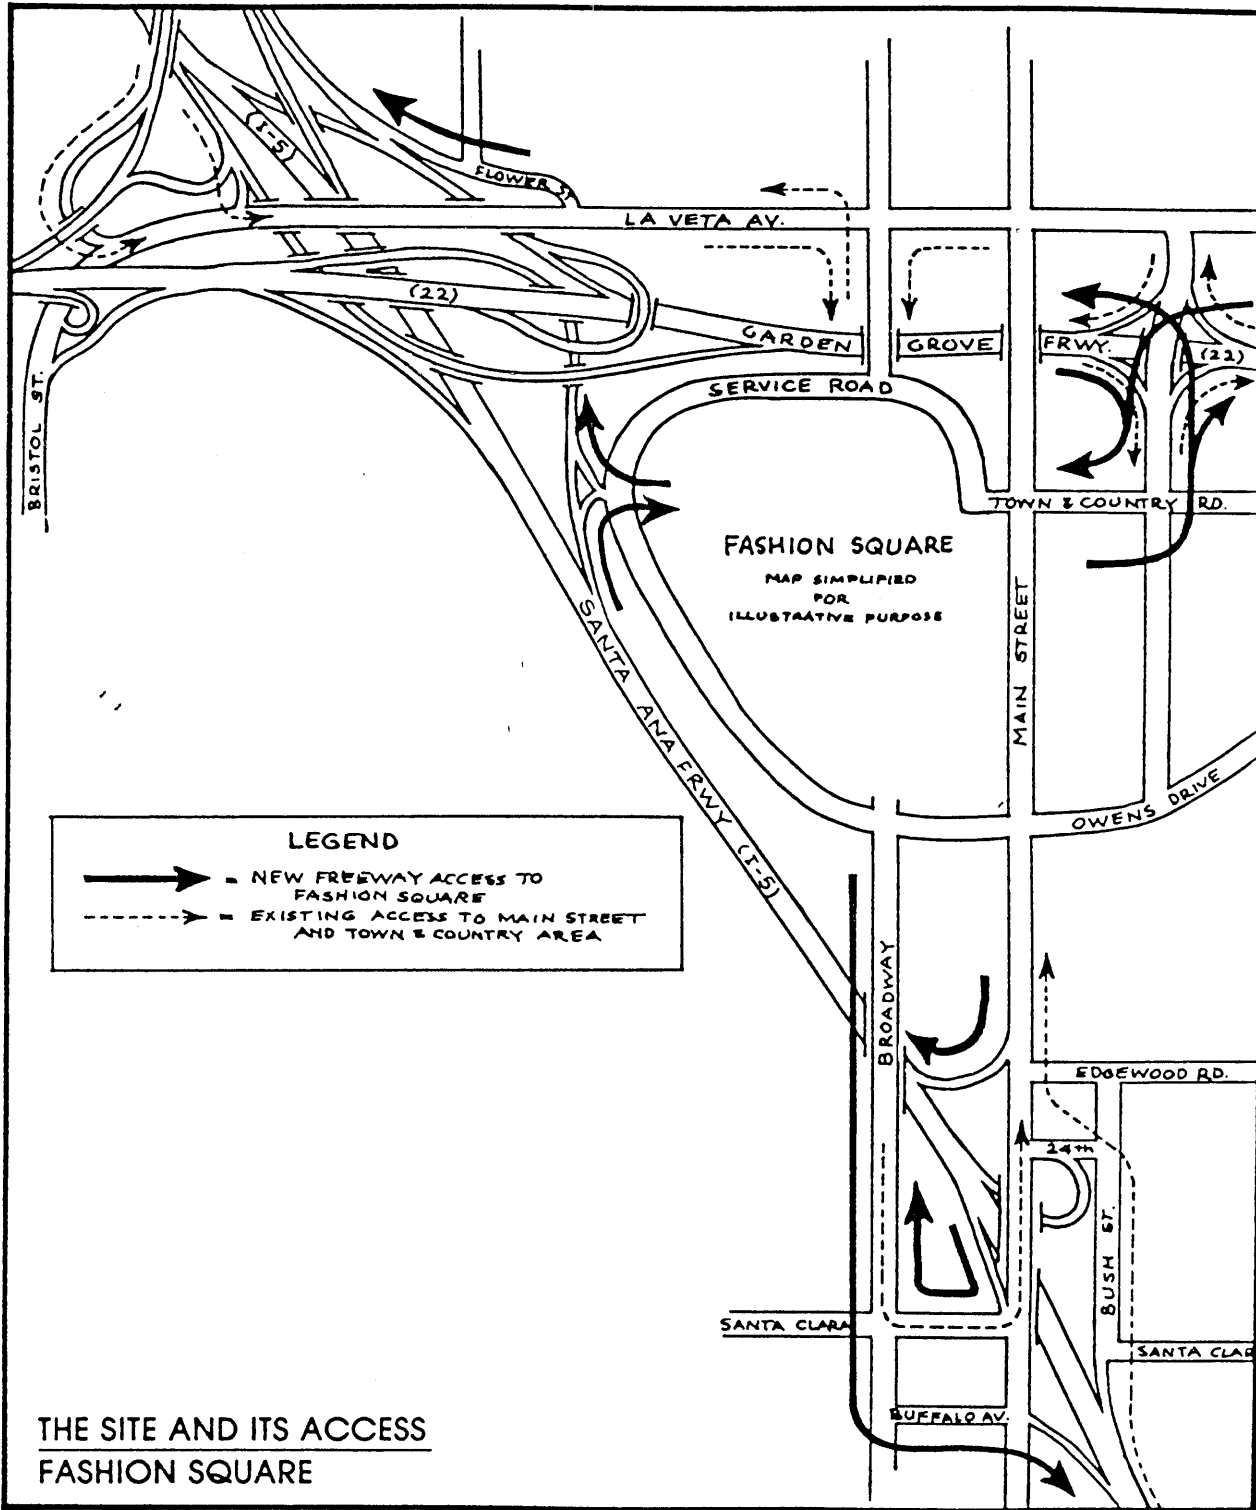 (I-5)
FLOWER ST
LA VETA AV.
(22)
GARDEN GROVE FRWY. (22)
SERVICE ROAD
BRISTOL ST.
TOWN & COUNTRY RD.
FASHION SQUARE
MAP SIMPLIFIED
FOR
ILLUSTRATIVE PURPOSE
SANTA ANA FRWY (I-5)
MAIN STREET
OWENS DRIVE
LEGEND
= NEW FREEWAY ACCESS TO
FASHION SQUARE
= EXISTING ACCESS TO MAIN STREET
AND TOWN & COUNTRY AREA
BROADWAY
EDGEWOOD RD.
24TH
BUSH ST.
SANTA CLARA
SANTA CLAR
BUFFALO AV.
THE SITE AND ITS ACCESS
FASHION SQUARE